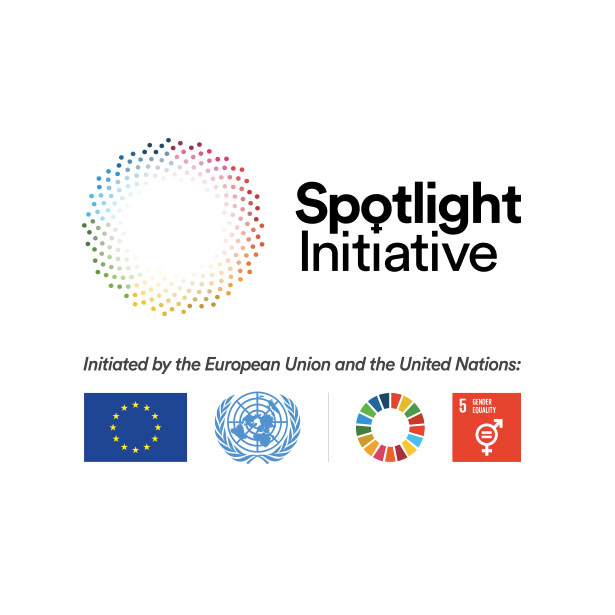 Spotlight
Initiative
Initiated by the European Union and the United Nations:
5 GENDER
EQUALITY